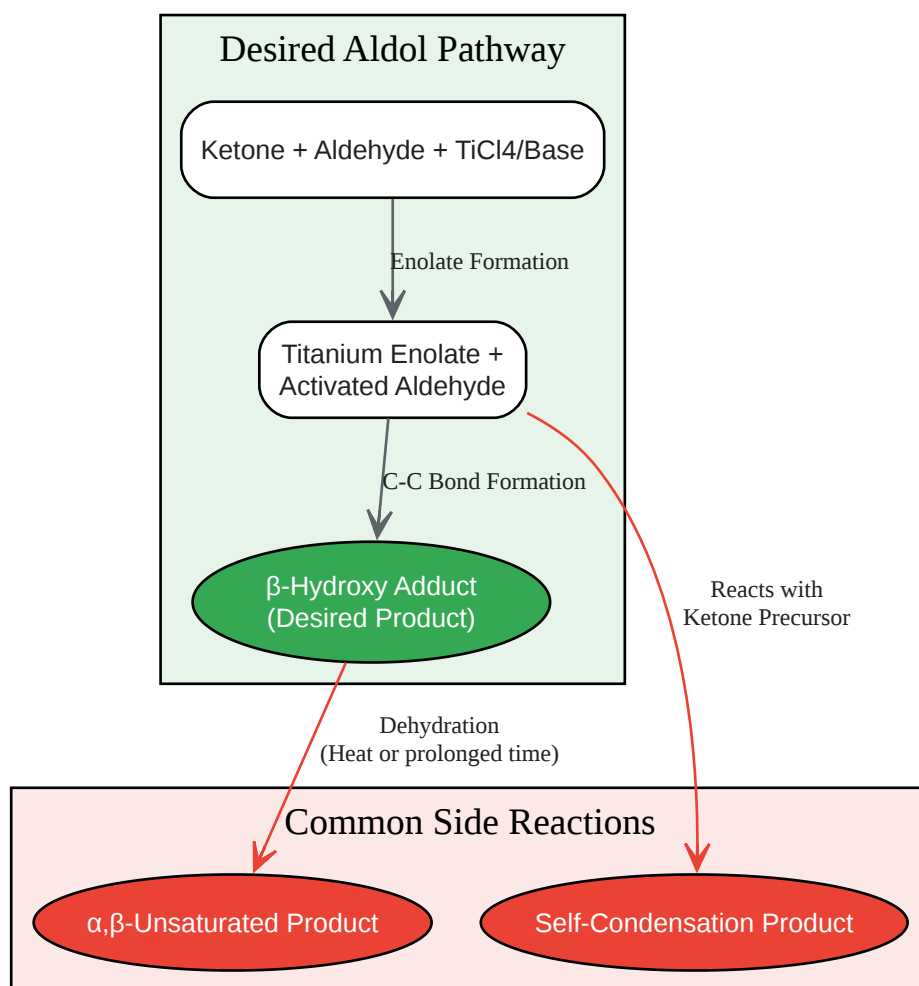 Desired Aldol Pathway
Ketone + Aldehyde + TiCl4/Base
Enolate Formation
Titanium Enolate +
Activated Aldehyde
C-C Bond Formation
β-Hydroxy Adduct
(Desired Product)
Reacts with
Ketone Precursor
Dehydration
(Heat or prolonged time)
Common Side Reactions
α,β-Unsaturated Product
Self-Condensation Product